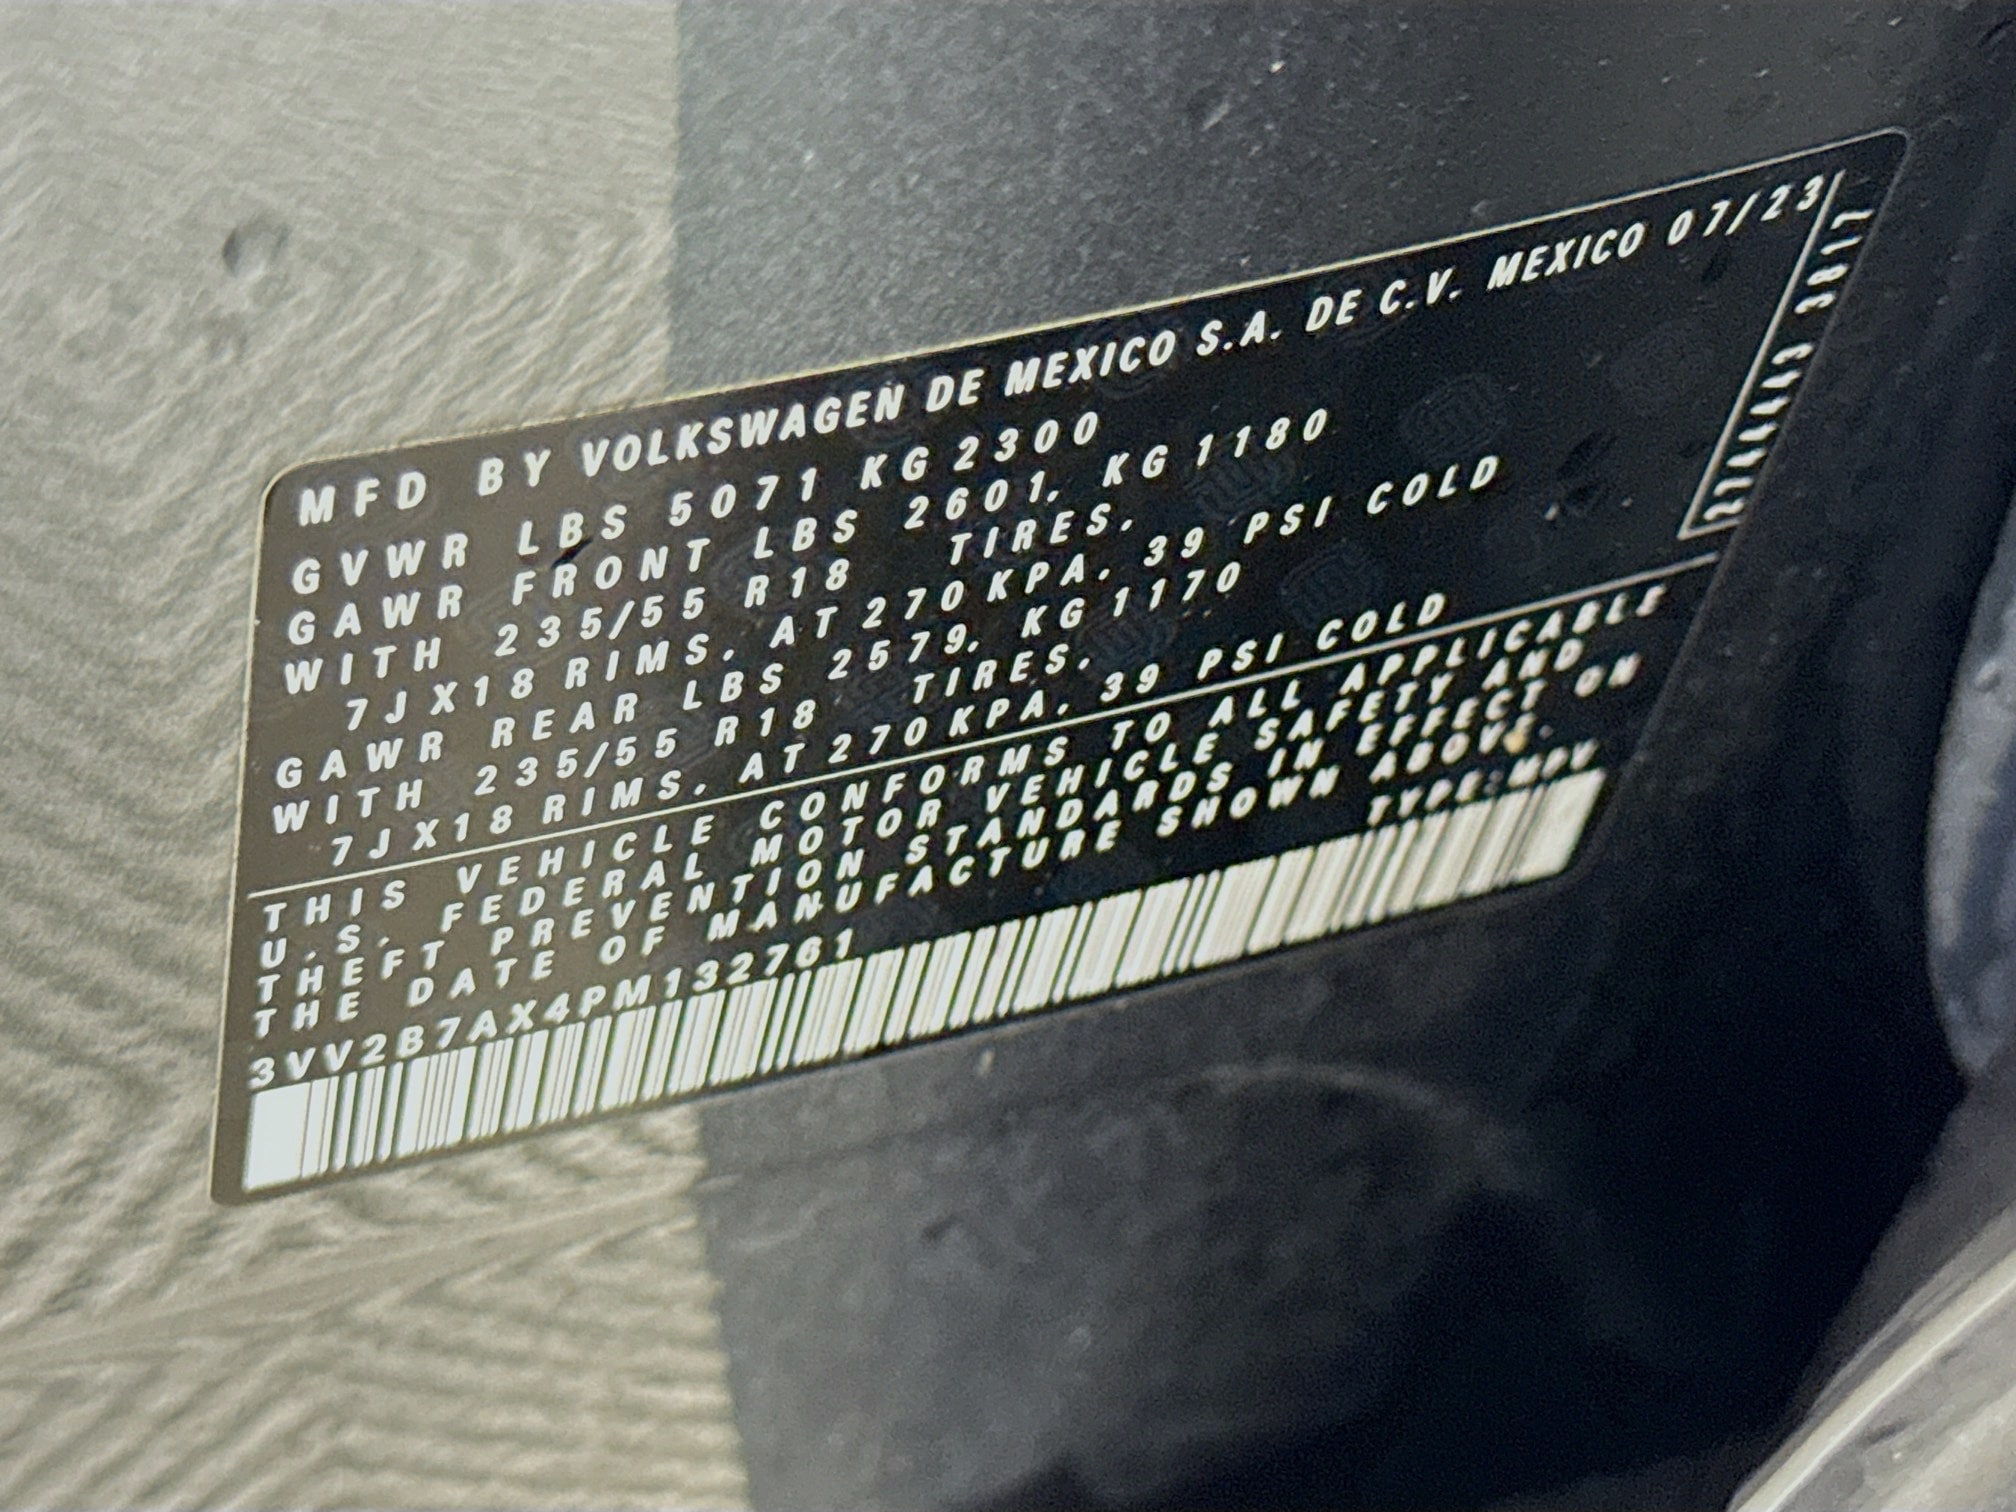 MFD BY VOLKSWAGEN DE MEXICO S.A. DE C.V. MEXICO 07/23
GVWR LBS 5071 KG 2300
GAWR FRONT LBS 2601, KG 1180
WITH 235/55 R18 TIRES,
7JX18 RIMS, AT 270 KPA, 39 PSI COLD
GAWR REAR LBS 2579, KG 1170
WITH 235/55 R18 TIRES,
7JX18 RIMS, AT 270 KPA, 39 PSI COLD
THIS VEHICLE CONFORMS TO ALL APPLICABLE
U.S. FEDERAL MOTOR VEHICLE SAFETY AND
THEFT PREVENTION STANDARDS IN EFFECT ON
THE DATE OF MANUFACTURE SHOWN ABOVE.
3VV2B7AX4PM132761 TYPE: MPV